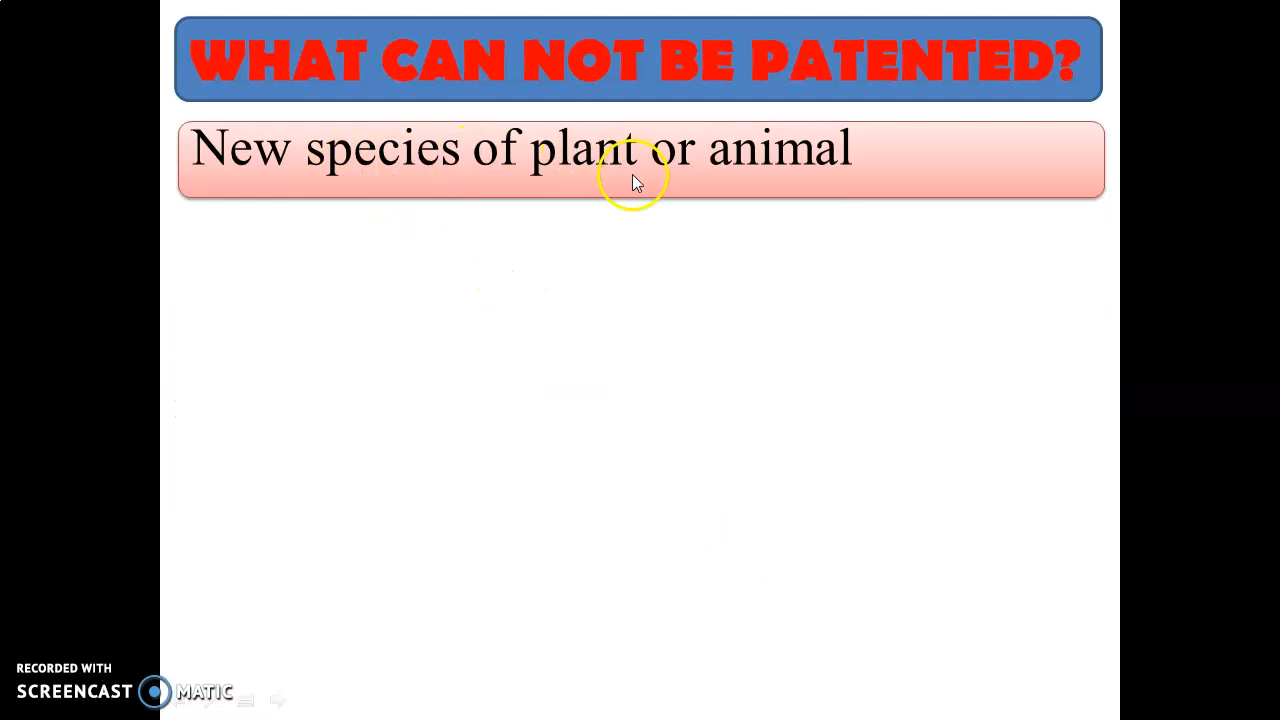 WHAT CAN NOT BE PATENTED?
New species of plant or animal
RECORDED WITH
SCREENCAST MATIC